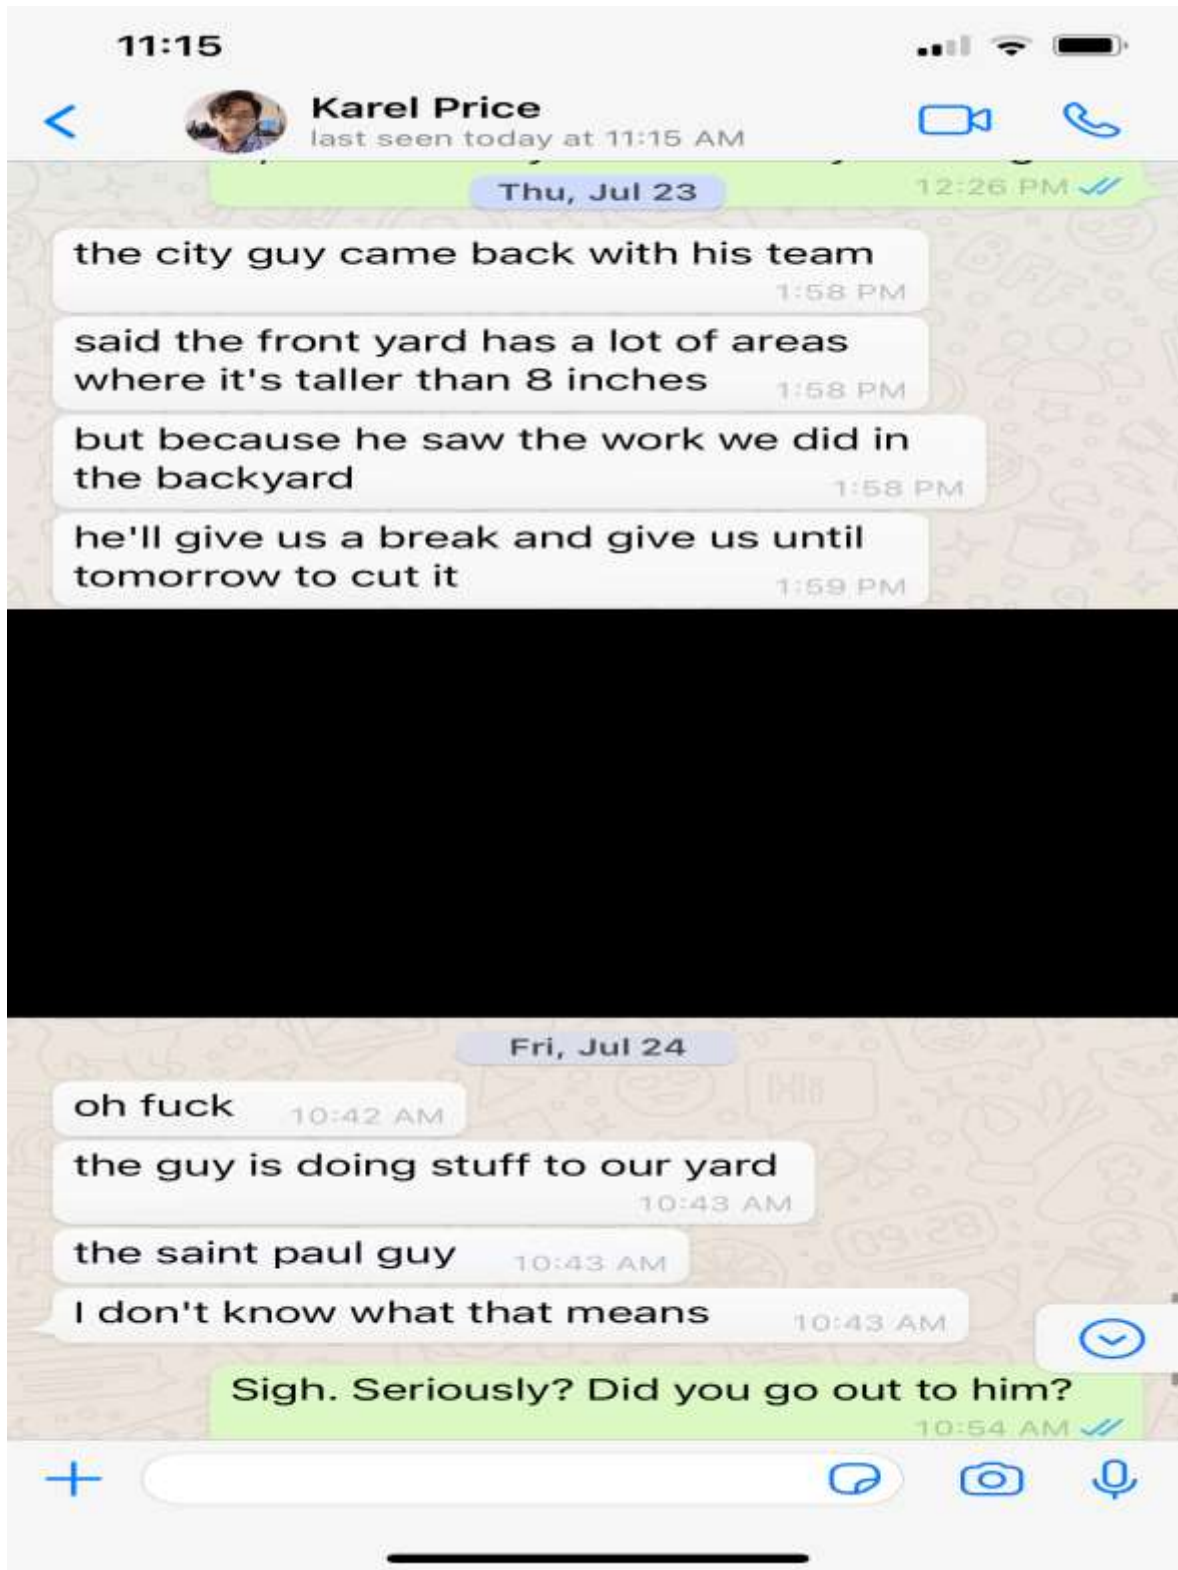 11:15
Karel Price
last seen today at 11:15 AM
12:26 PM
Thu, Jul 23
the city guy came back with his team
1:58 PM
said the front yard has a lot of areas
where it's taller than 8 inches
1:58 PM
but because he saw the work we did in
the backyard
1:58 PM
he'll give us a break and give us until
tomorrow to cut it
1:59 PM
Fri, Jul 24
oh fuck
10:42 AM
the guy is doing stuff to our yard
10:43 AM
the saint paul guy
10:43 AM
I don't know what that means
10:43 AM
Sigh. Seriously? Did you go out to him?
10:54 AM